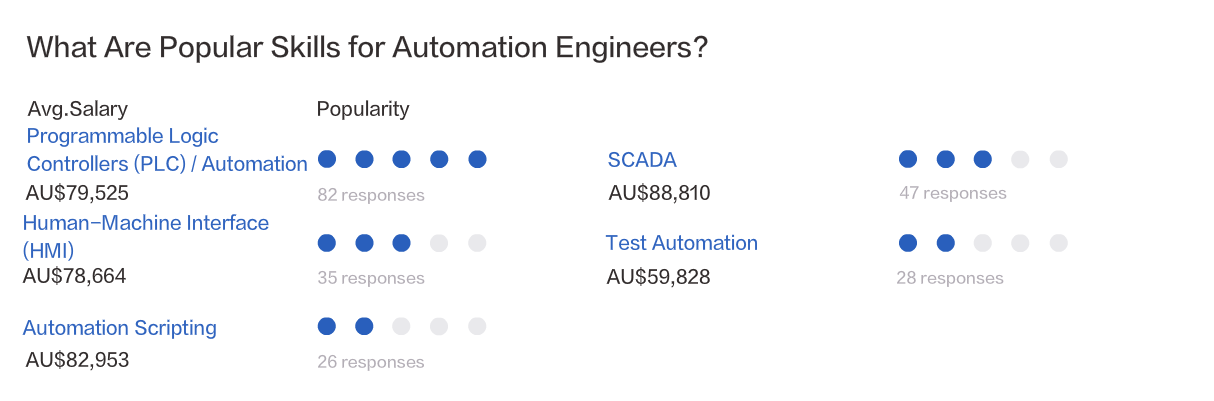 What Are Popular Skills for Automation Engineers?
Avg.Salary
Popularity
Programmable Logic
Controllers (PLC) / Automation
AU$79,525
82 responses
SCADA
AU$88,810
47 responses
Human–Machine Interface
(HMI)
AU$78,664
35 responses
Test Automation
AU$59,828
28 responses
Automation Scripting
AU$82,953
26 responses